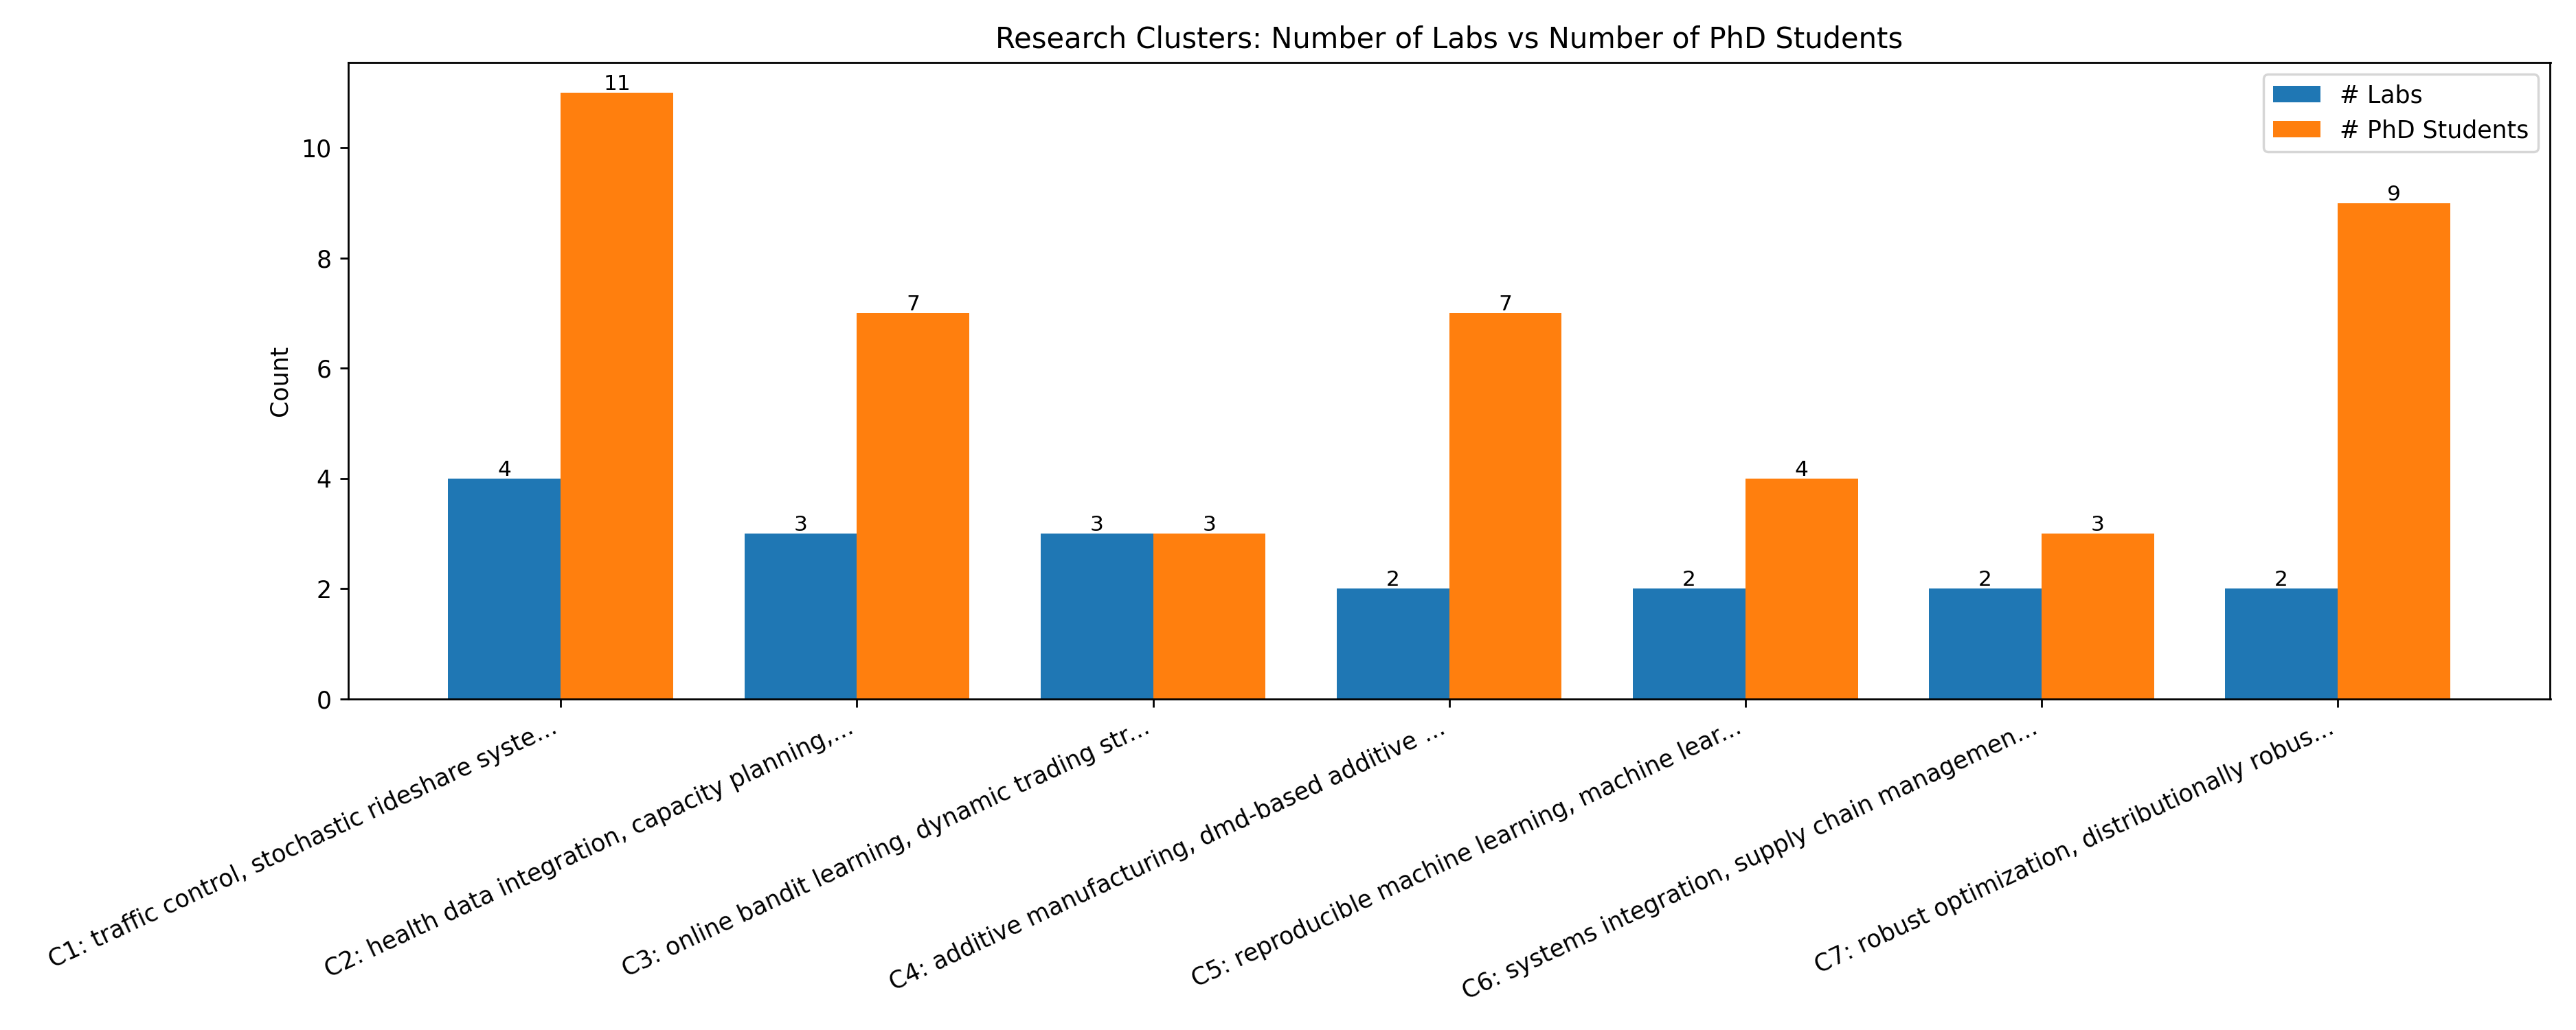 Research Clusters: Number of Labs vs Number of PhD Students
# Labs
# PhD Students
Count
10
8
6
4
2
0
4
11
3
7
3
3
2
7
2
4
2
3
2
9
C1: traffic control, stochastic rideshare syste...
C2: health data integration, capacity planning,...
C3: online bandit learning, dynamic trading str...
C4: additive manufacturing, dmd-based additive ...
C5: reproducible machine learning, machine lear...
C6: systems integration, supply chain managemen...
C7: robust optimization, distributionally robus...